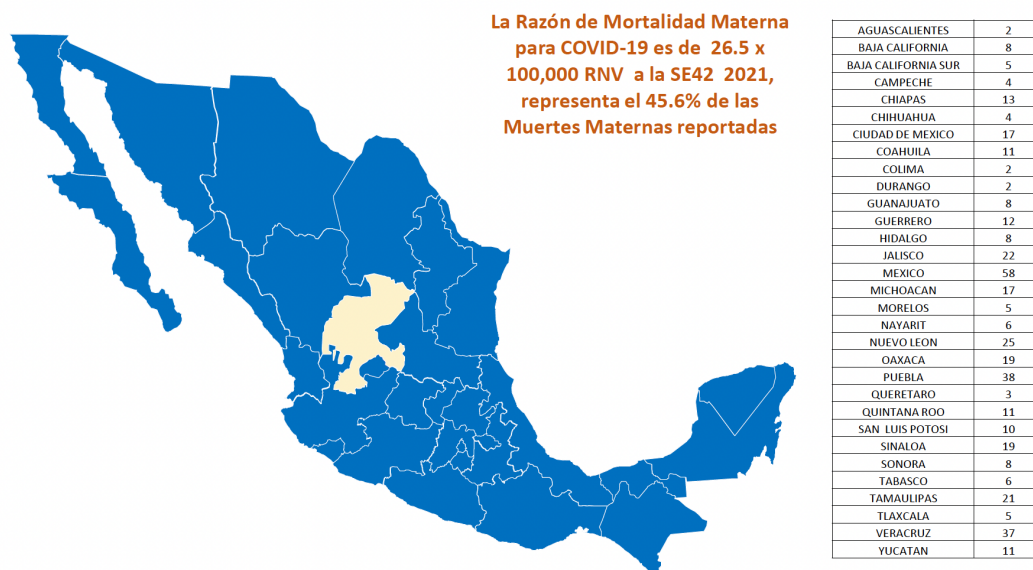 La Razón de Mortalidad Materna
para COVID-19 es de 26.5 x
100,000 RNV a la SE42 2021,
representa el 45.6% de las
Muertes Maternas reportadas
AGUASCALIENTES 2
BAJA CALIFORNIA 8
BAJA CALIFORNIA SUR 5
CAMPECHE 4
CHIAPAS 13
CHIHUAHUA 4
CIUDAD DE MEXICO 17
COAHUILA 11
COLIMA 2
DURANGO 2
GUANAJUATO 8
GUERRERO 12
HIDALGO 8
JALISCO 22
MEXICO 58
MICHOACAN 17
MORELOS 5
NAYARIT 6
NUEVO LEON 25
OAXACA 19
PUEBLA 38
QUERETARO 3
QUINTANA ROO 11
SAN LUIS POTOSI 10
SINALOA 19
SONORA 8
TABASCO 6
TAMAULIPAS 21
TLAXCALA 5
VERACRUZ 37
YUCATAN 11